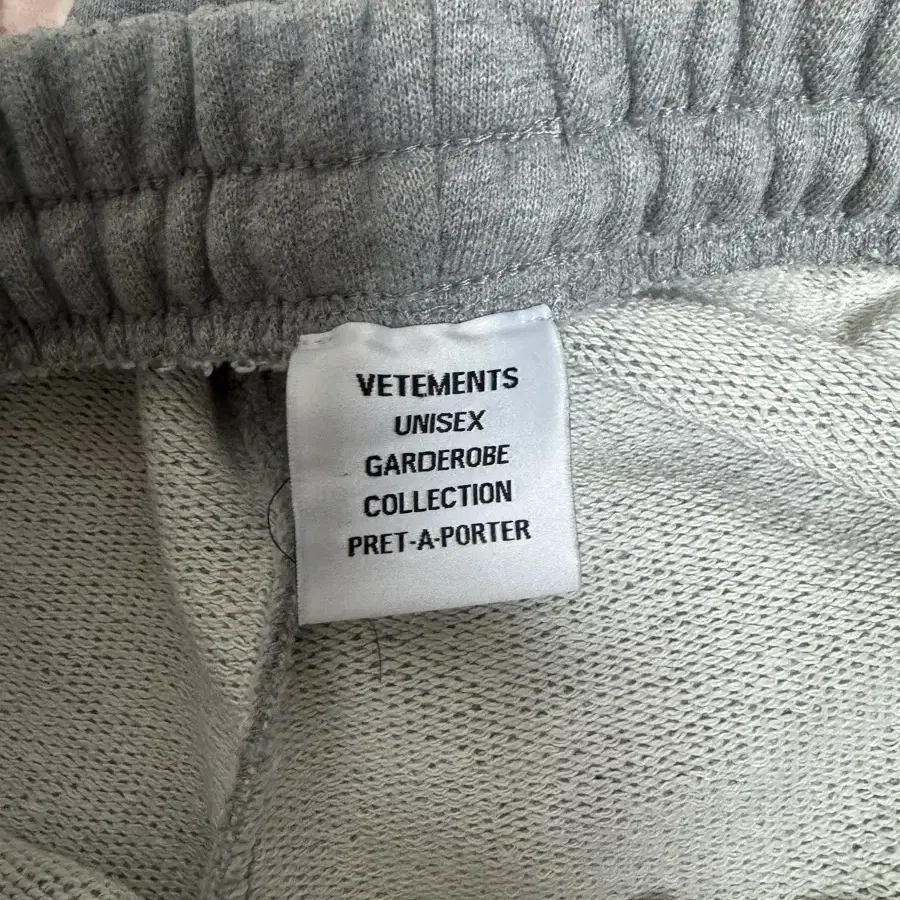 VETEMENTS
UNISEX
GARDEROBE
COLLECTION
PRET-A-PORTER